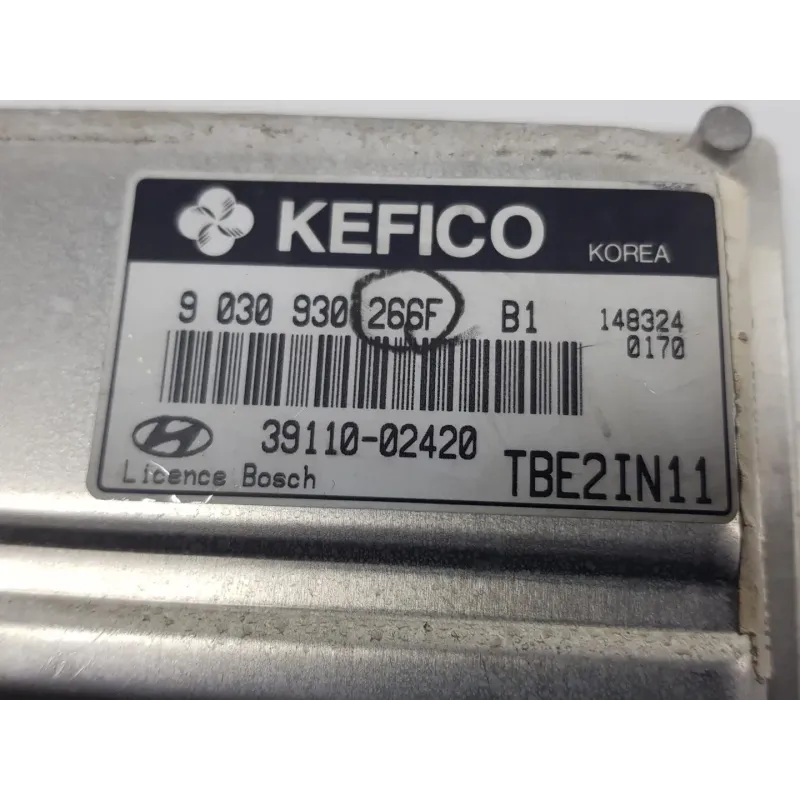 KEFICO KOREA
9 030 930 266F B1 148324
0170
39110-02420
Licence Bosch TBE2IN11